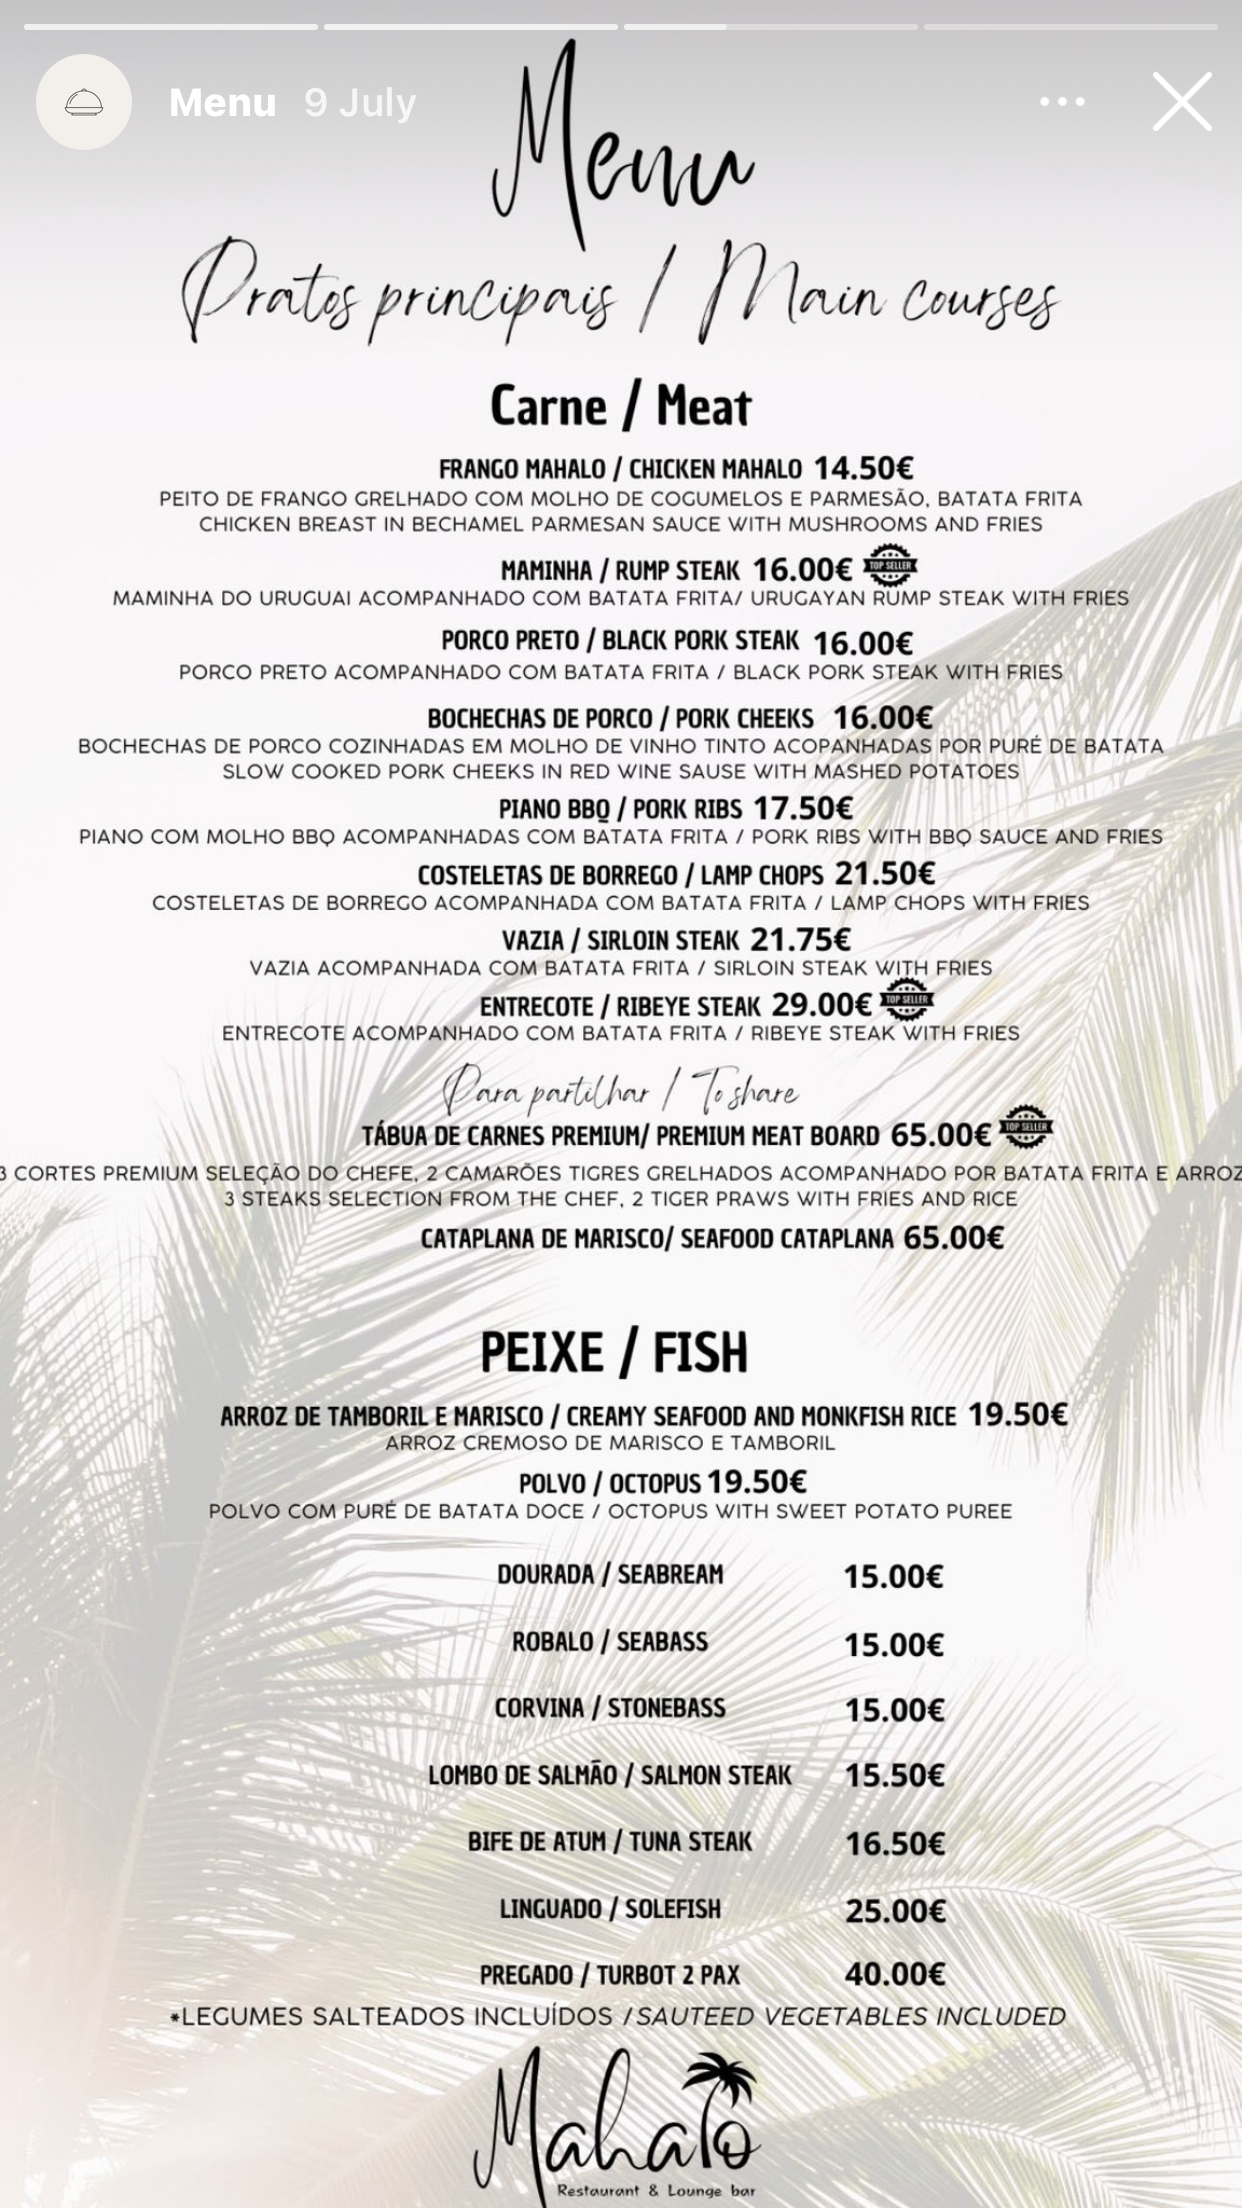 Menu 9 July
Menu
Pratos principais / Main courses
Carne / Meat
FRANGO MAHALO / CHICKEN MAHALO 14.50€
PEITO DE FRANGO GRELHADO COM MOLHO DE COGUMELOS E PARMESÃO, BATATA FRITA
CHICKEN BREAST IN BECHAMEL PARMESAN SAUCE WITH MUSHROOMS AND FRIES
MAMINHA / RUMP STEAK 16.00€ TOP SELLER
MAMINHA DO URUGUAI ACOMPANHADO COM BATATA FRITA/ URUGAYAN RUMP STEAK WITH FRIES
PORCO PRETO / BLACK PORK STEAK 16.00€
PORCO PRETO ACOMPANHADO COM BATATA FRITA / BLACK PORK STEAK WITH FRIES
BOCHECHAS DE PORCO / PORK CHEEKS 16.00€
BOCHECHAS DE PORCO COZINHADAS EM MOLHO DE VINHO TINTO ACOPANHADAS POR PURÉ DE BATATA
SLOW COOKED PORK CHEEKS IN RED WINE SAUSE WITH MASHED POTATOES
PIANO BBQ / PORK RIBS 17.50€
PIANO COM MOLHO BBQ ACOMPANHADAS COM BATATA FRITA / PORK RIBS WITH BBQ SAUCE AND FRIES
COSTELETAS DE BORREGO / LAMP CHOPS 21.50€
COSTELETAS DE BORREGO ACOMPANHADA COM BATATA FRITA / LAMP CHOPS WITH FRIES
VAZIA / SIRLOIN STEAK 21.75€
VAZIA ACOMPANHADA COM BATATA FRITA / SIRLOIN STEAK WITH FRIES
ENTRECOTE / RIBEYE STEAK 29.00€ TOP SELLER
ENTRECOTE ACOMPANHADO COM BATATA FRITA / RIBEYE STEAK WITH FRIES
Para partilhar / To share
TÁBUA DE CARNES PREMIUM/ PREMIUM MEAT BOARD 65.00€ TOP SELLER
3 CORTES PREMIUM SELEÇÃO DO CHEFE, 2 CAMARÕES TIGRES GRELHADOS ACOMPANHADO POR BATATA FRITA E ARROZ
3 STEAKS SELECTION FROM THE CHEF, 2 TIGER PRAWS WITH FRIES AND RICE
CATAPLANA DE MARISCO/ SEAFOOD CATAPLANA 65.00€
PEIXE / FISH
ARROZ DE TAMBORIL E MARISCO / CREAMY SEAFOOD AND MONKFISH RICE 19.50€
ARROZ CREMOSO DE MARISCO E TAMBORIL
POLVO / OCTOPUS 19.50€
POLVO COM PURÉ DE BATATA DOCE / OCTOPUS WITH SWEET POTATO PUREE
DOURADA / SEABREAM 15.00€
ROBALO / SEABASS 15.00€
CORVINA / STONEBASS 15.00€
LOMBO DE SALMÃO / SALMON STEAK 15.50€
BIFE DE ATUM / TUNA STEAK 16.50€
LINGUADO / SOLEFISH 25.00€
PREGADO / TURBOT 2 PAX 40.00€
*LEGUMES SALTEADOS INCLUÍDOS / SAUTEED VEGETABLES INCLUDED
Mahalo
Restaurant & Lounge bar